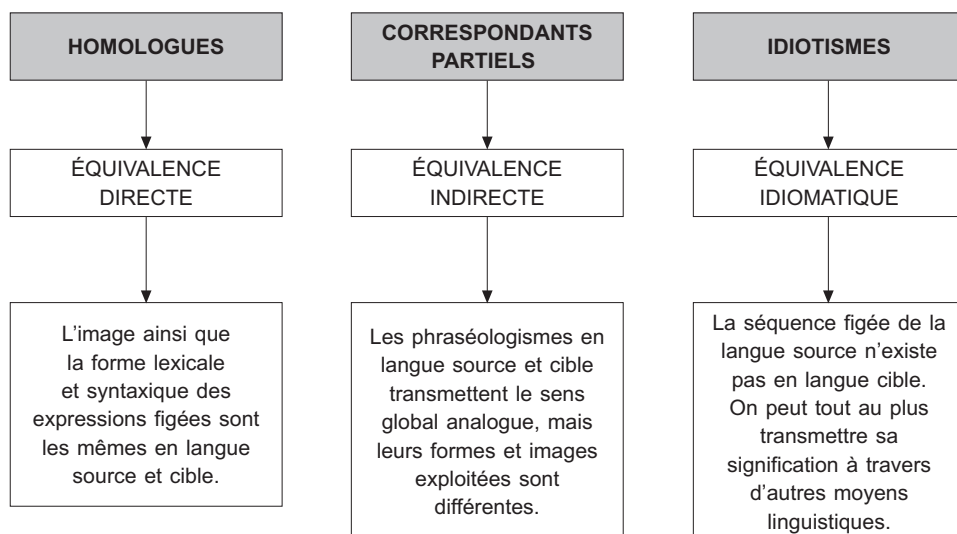 HOMOLOGUES
ÉQUIVALENCE
DIRECTE
L'image ainsi que
la forme lexicale
et syntaxique des
expressions figées sont
les mêmes en langue
source et cible.
CORRESPONDANTS
PARTIELS
ÉQUIVALENCE
INDIRECTE
Les phraséologismes en
langue source et cible
transmettent le sens
global analogue, mais
leurs formes et images
exploitées sont
différentes.
IDIOTISMES
ÉQUIVALENCE
IDIOMATIQUE
La séquence figée de la
langue source n'existe
pas en langue cible.
On peut tout au plus
transmettre sa
signification à travers
d'autres moyens
linguistiques.